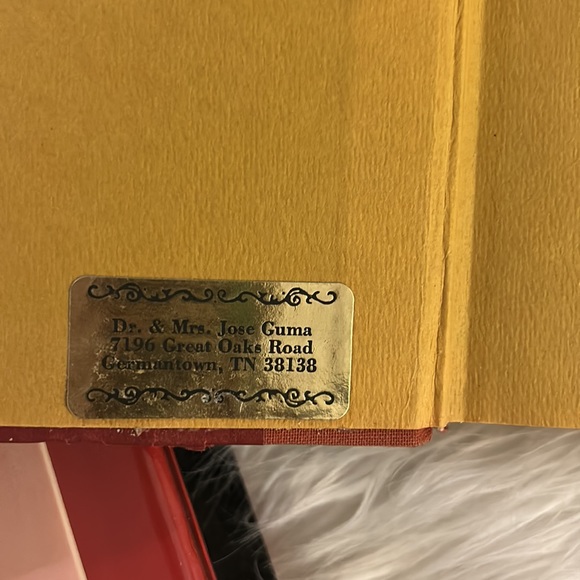 Dr. & Mrs. Jose Guma
7196 Great Oaks Road
Germantown, TN 38138